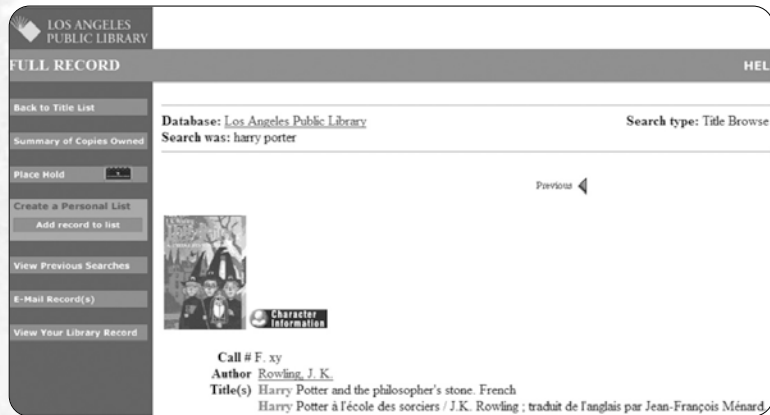 LOS ANGELES
PUBLIC LIBRARY
FULL RECORD
HEL
Back to Title List
Summary of Copies Owned
Place Hold
Create a Personal List
Add record to list
View Previous Searches
E-Mail Record(s)
View Your Library Record
Database: Los Angeles Public Library
Search type: Title Browse
Search was: harry porter
Previous
Character
Information
Call # F. xy
Author Rowling, J. K.
Title(s) Harry Potter and the philosopher's stone. French
Harry Potter à l'école des sorciers / J.K. Rowling ; traduit de l'anglais par Jean-François Ménard